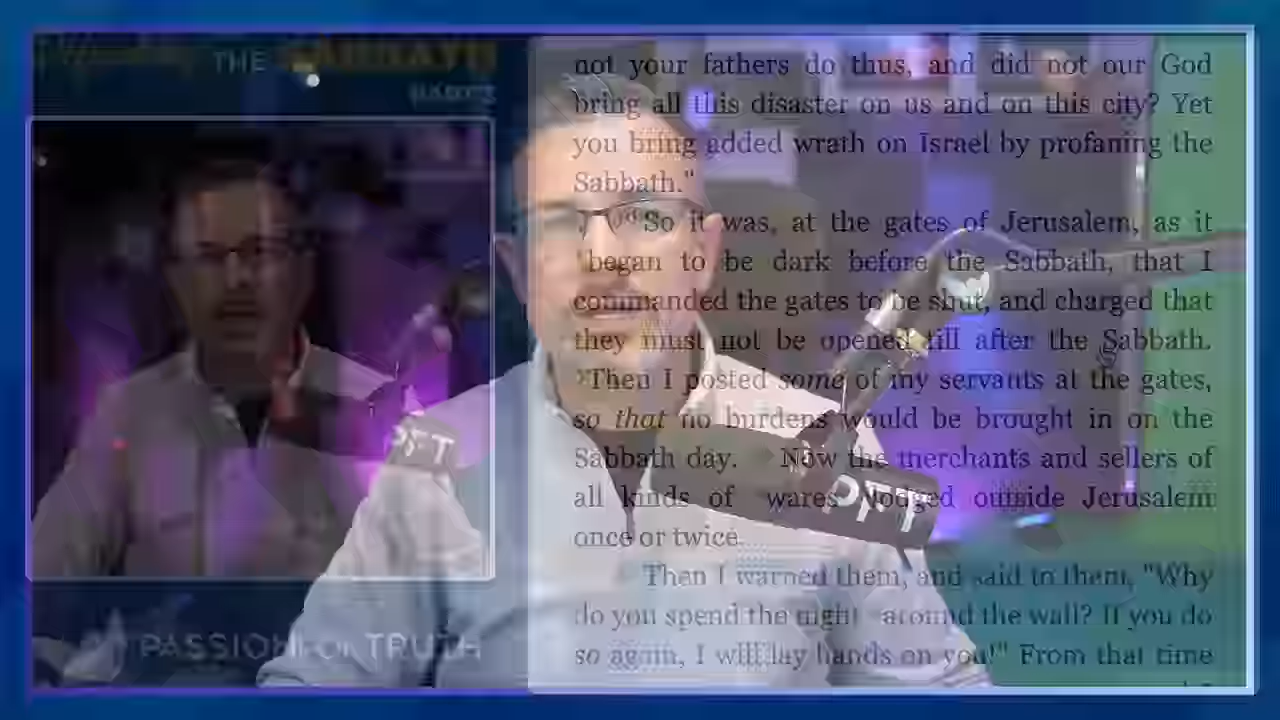 THE SABBATH
not your fathers do thus, and did not our God
bring all this disaster on us and on this city? Yet
you bring added wrath on Israel by profaning the
Sabbath."
So it was, at the gates of Jerusalem, as it
began to be dark before the Sabbath, that I
commanded the gates to be shut, and charged that
they must not be opened till after the Sabbath.
Then I posted some of my servants at the gates,
so that no burdens would be brought in on the
Sabbath day. Now the merchants and sellers of
all kinds of wares lodged outside Jerusalem
once or twice.
Then I warned them, and said to them, "Why
do you spend the night around the wall? If you do
so again, I will lay hands on you!" From that time
PFT
PFT
PASSION FOR TRUTH